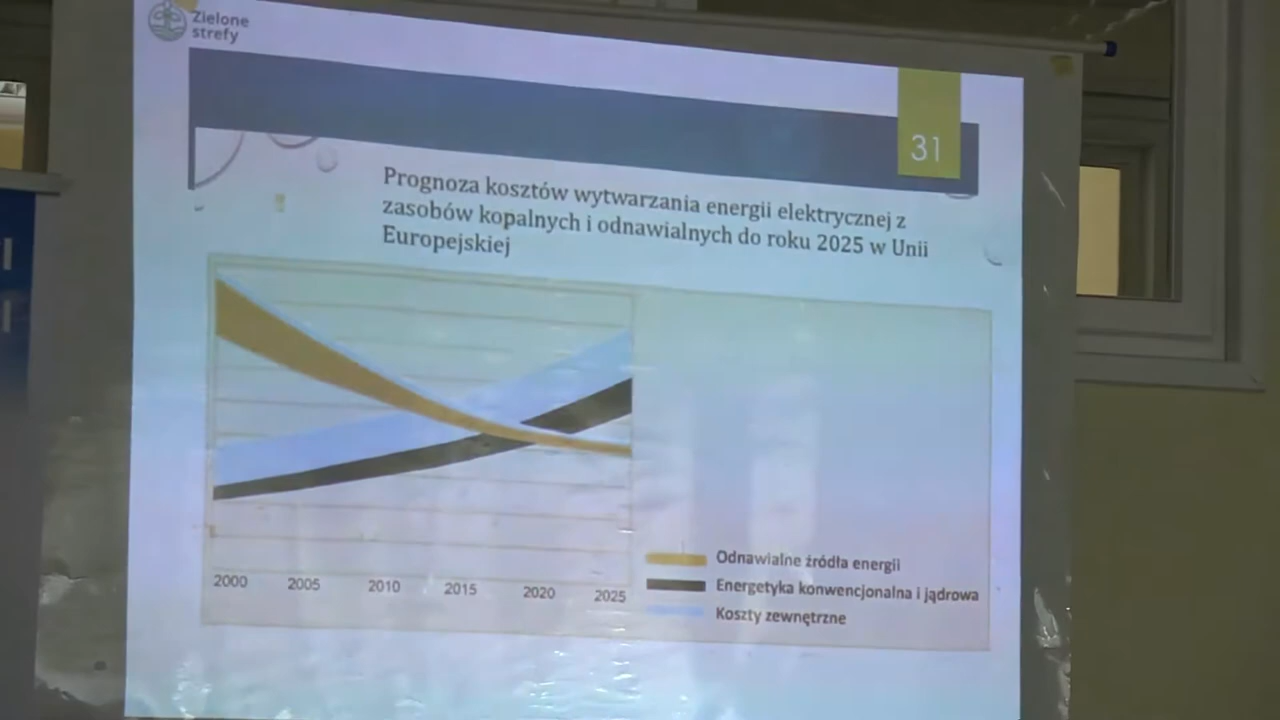 Zielone
strefy
31
Prognoza kosztów wytwarzania energii elektrycznej z
zasobów kopalnych i odnawialnych do roku 2025 w Unii
Europejskiej
2000 2005 2010 2015 2020 2025
Odnawialne źródła energii
Energetyka konwencjonalna i jądrowa
Koszty zewnętrzne